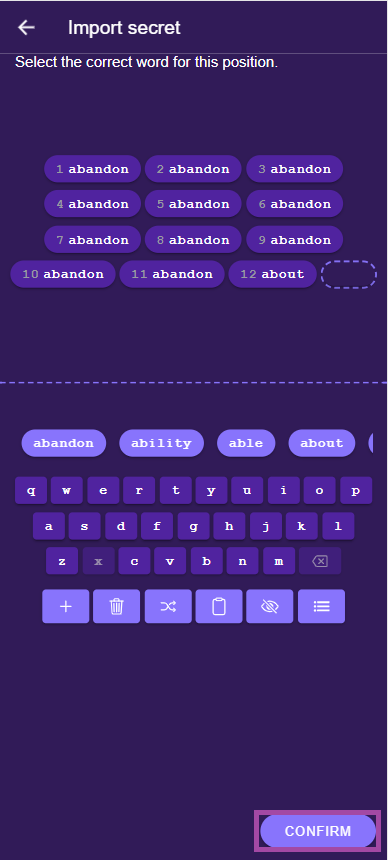 Import secret
Select the correct word for this position.
1 abandon 2 abandon 3 abandon
4 abandon 5 abandon 6 abandon
7 abandon 8 abandon 9 abandon
10 abandon 11 abandon 12 about
abandon ability able about
q w e r t y u i o p
a s d f g h j k l
z x c v b n m
CONFIRM